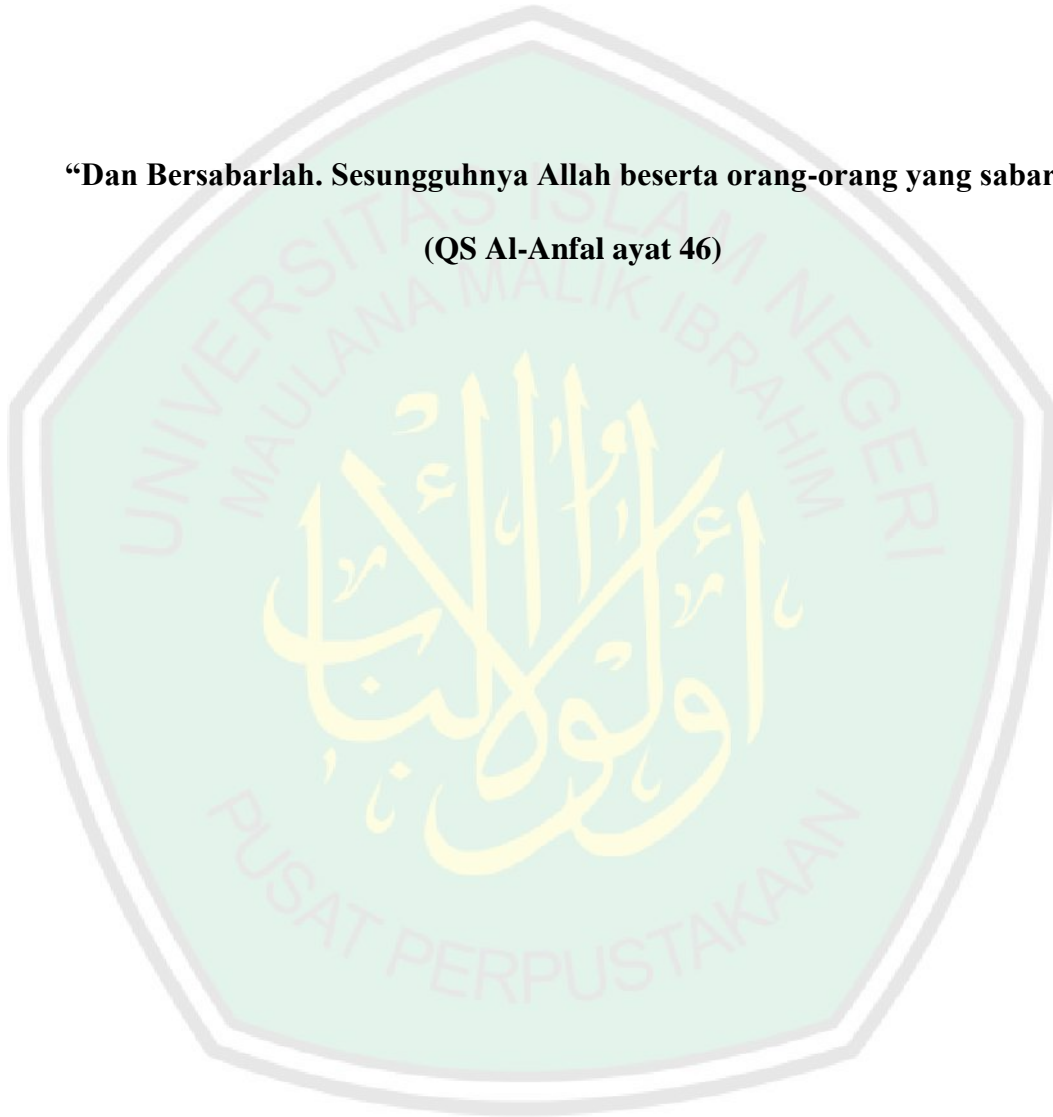 “Dan Bersabarlah. Sesungguhnya Allah beserta orang-orang yang sabar
(QS Al-Anfal ayat 46)
UNIVERSITAS ISLAM NEGERI
MAULANA MALIK IBRAHIM
أولوا الألباب
PUSAT PERPUSTAKAAN